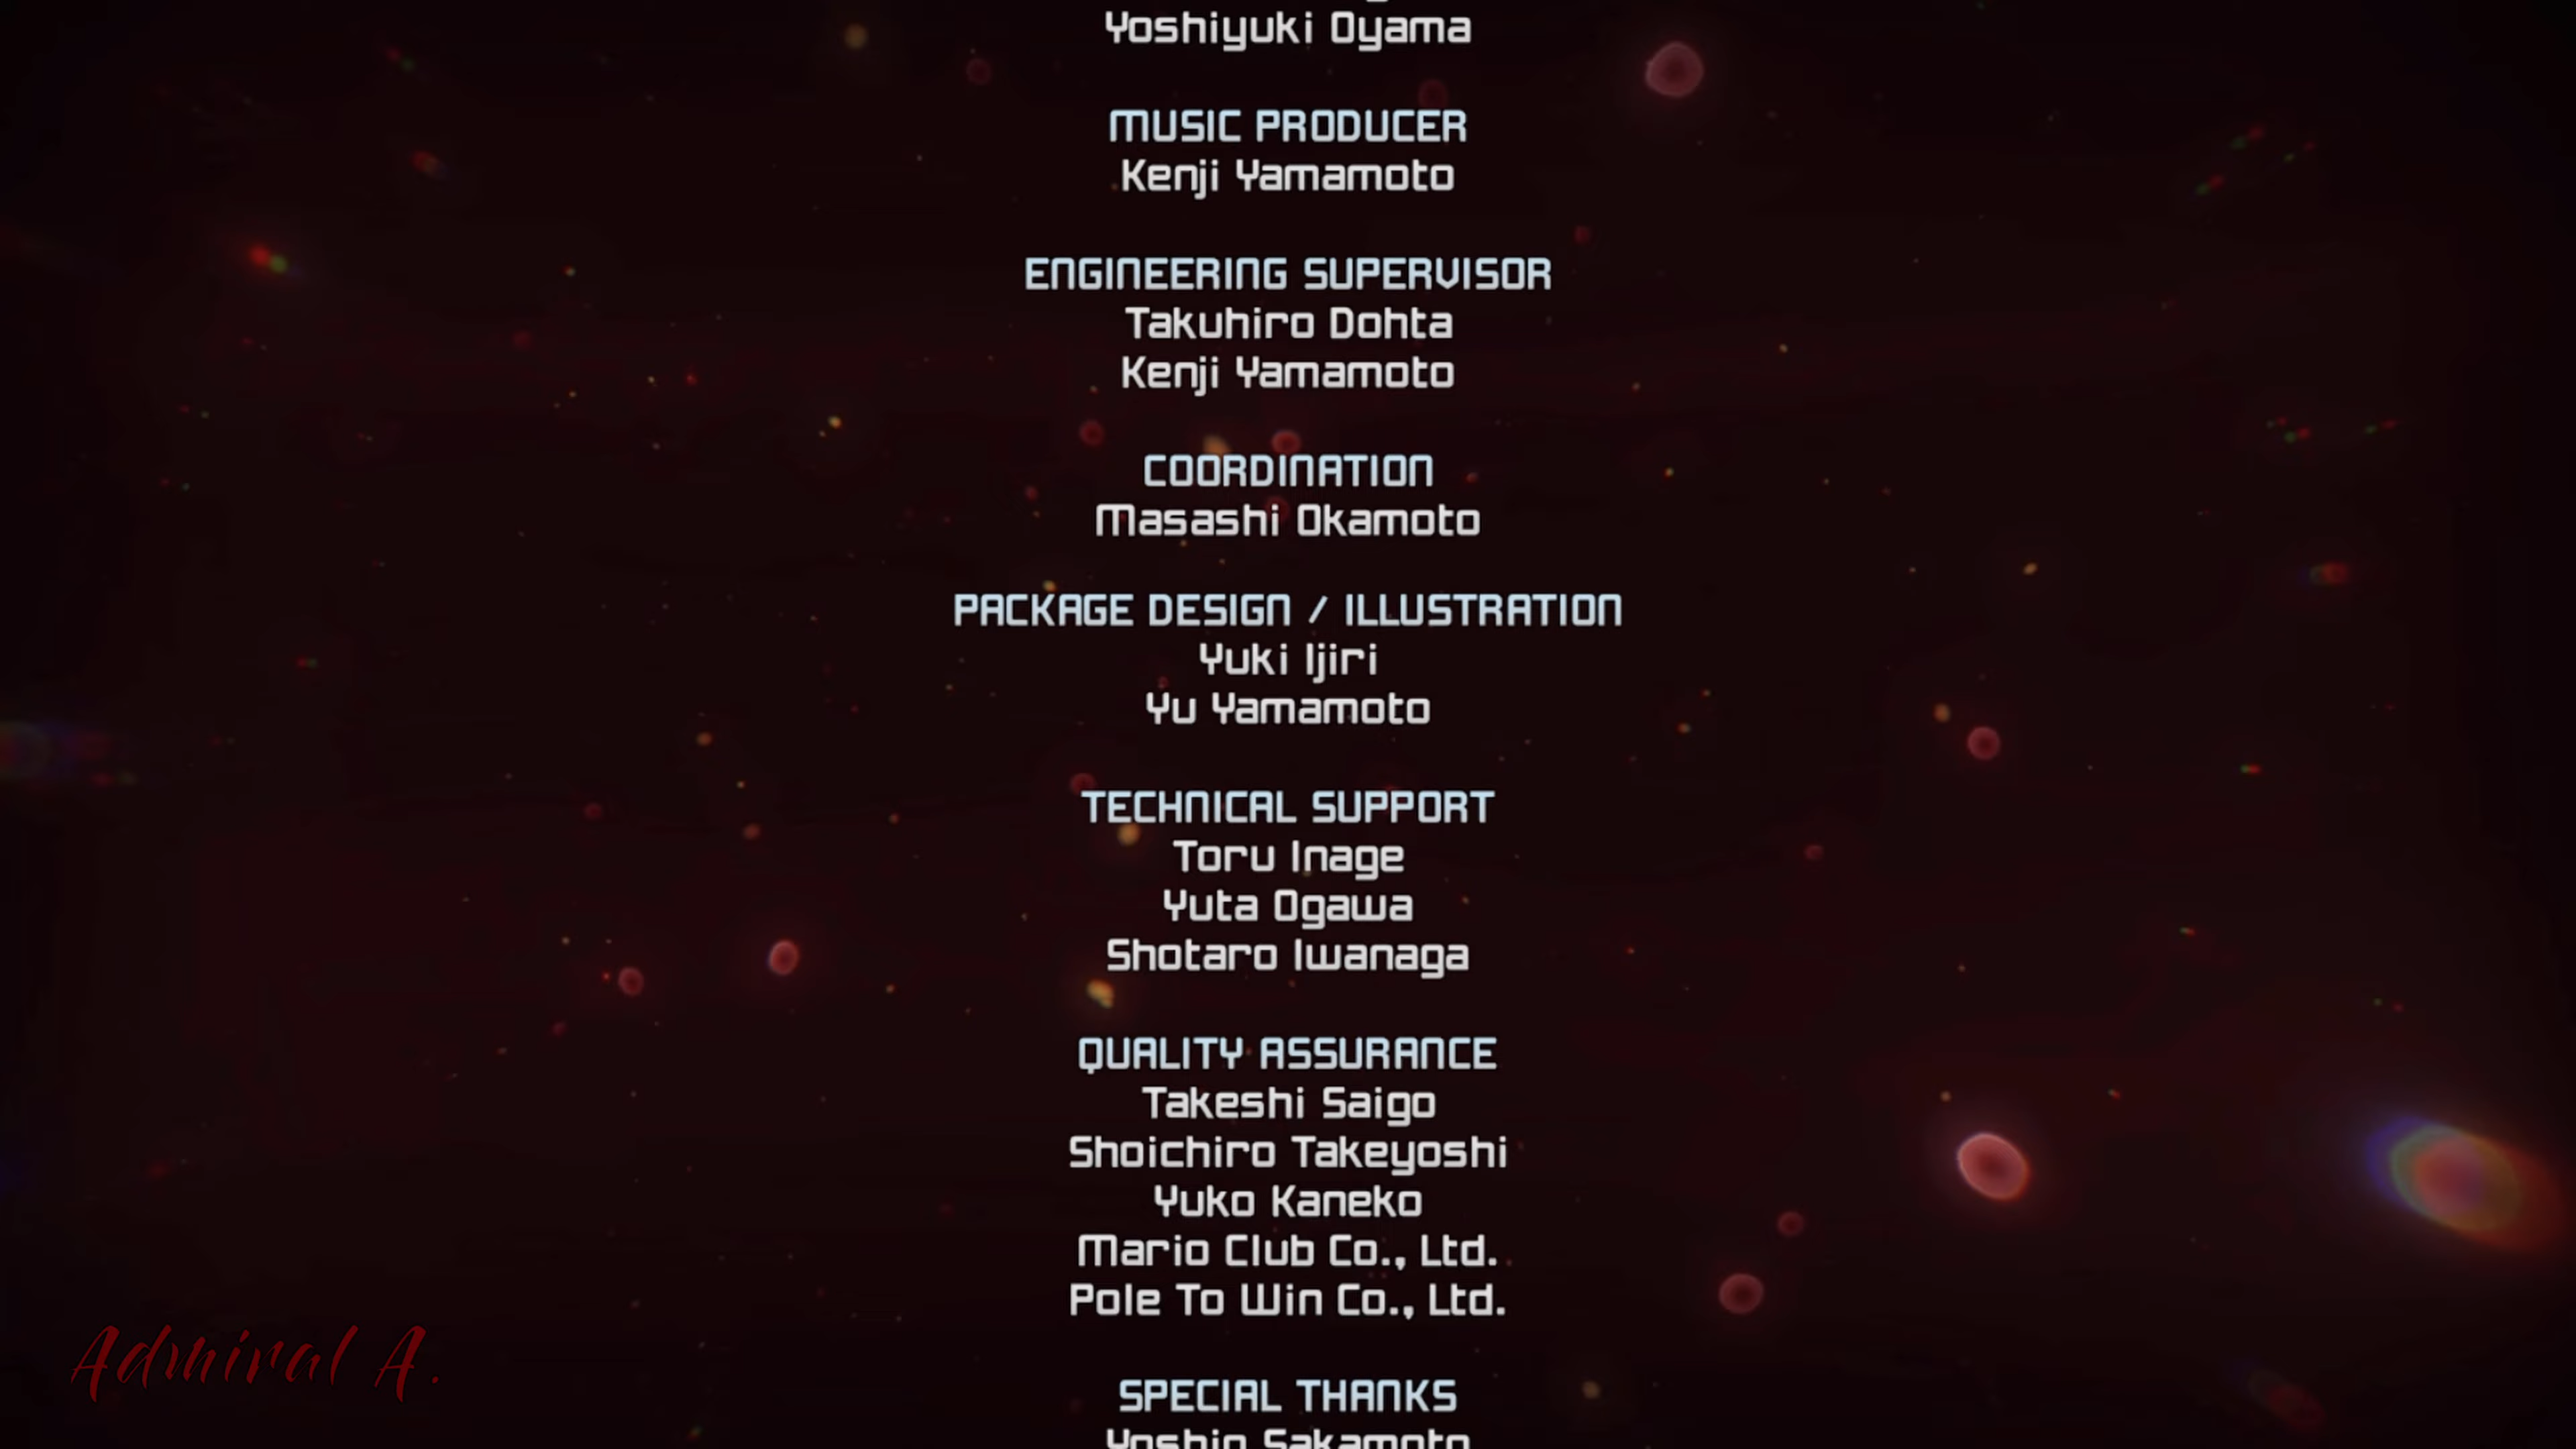 Yoshiyuki Oyama
MUSIC PRODUCER
Kenji Yamamoto
ENGINEERING SUPERVISOR
Takuhiro Dohta
Kenji Yamamoto
COORDINATION
Masashi Okamoto
PACKAGE DESIGN / ILLUSTRATION
Yuki Ijiri
Yu Yamamoto
TECHNICAL SUPPORT
Toru Inage
Yuta Ogawa
Shotaro Iwanaga
QUALITY ASSURANCE
Takeshi Saigo
Shoichiro Takeyoshi
Yuko Kaneko
Mario Club Co., Ltd.
Pole To Win Co., Ltd.
SPECIAL THANKS
Yoshio Sakamoto
Admiral A.